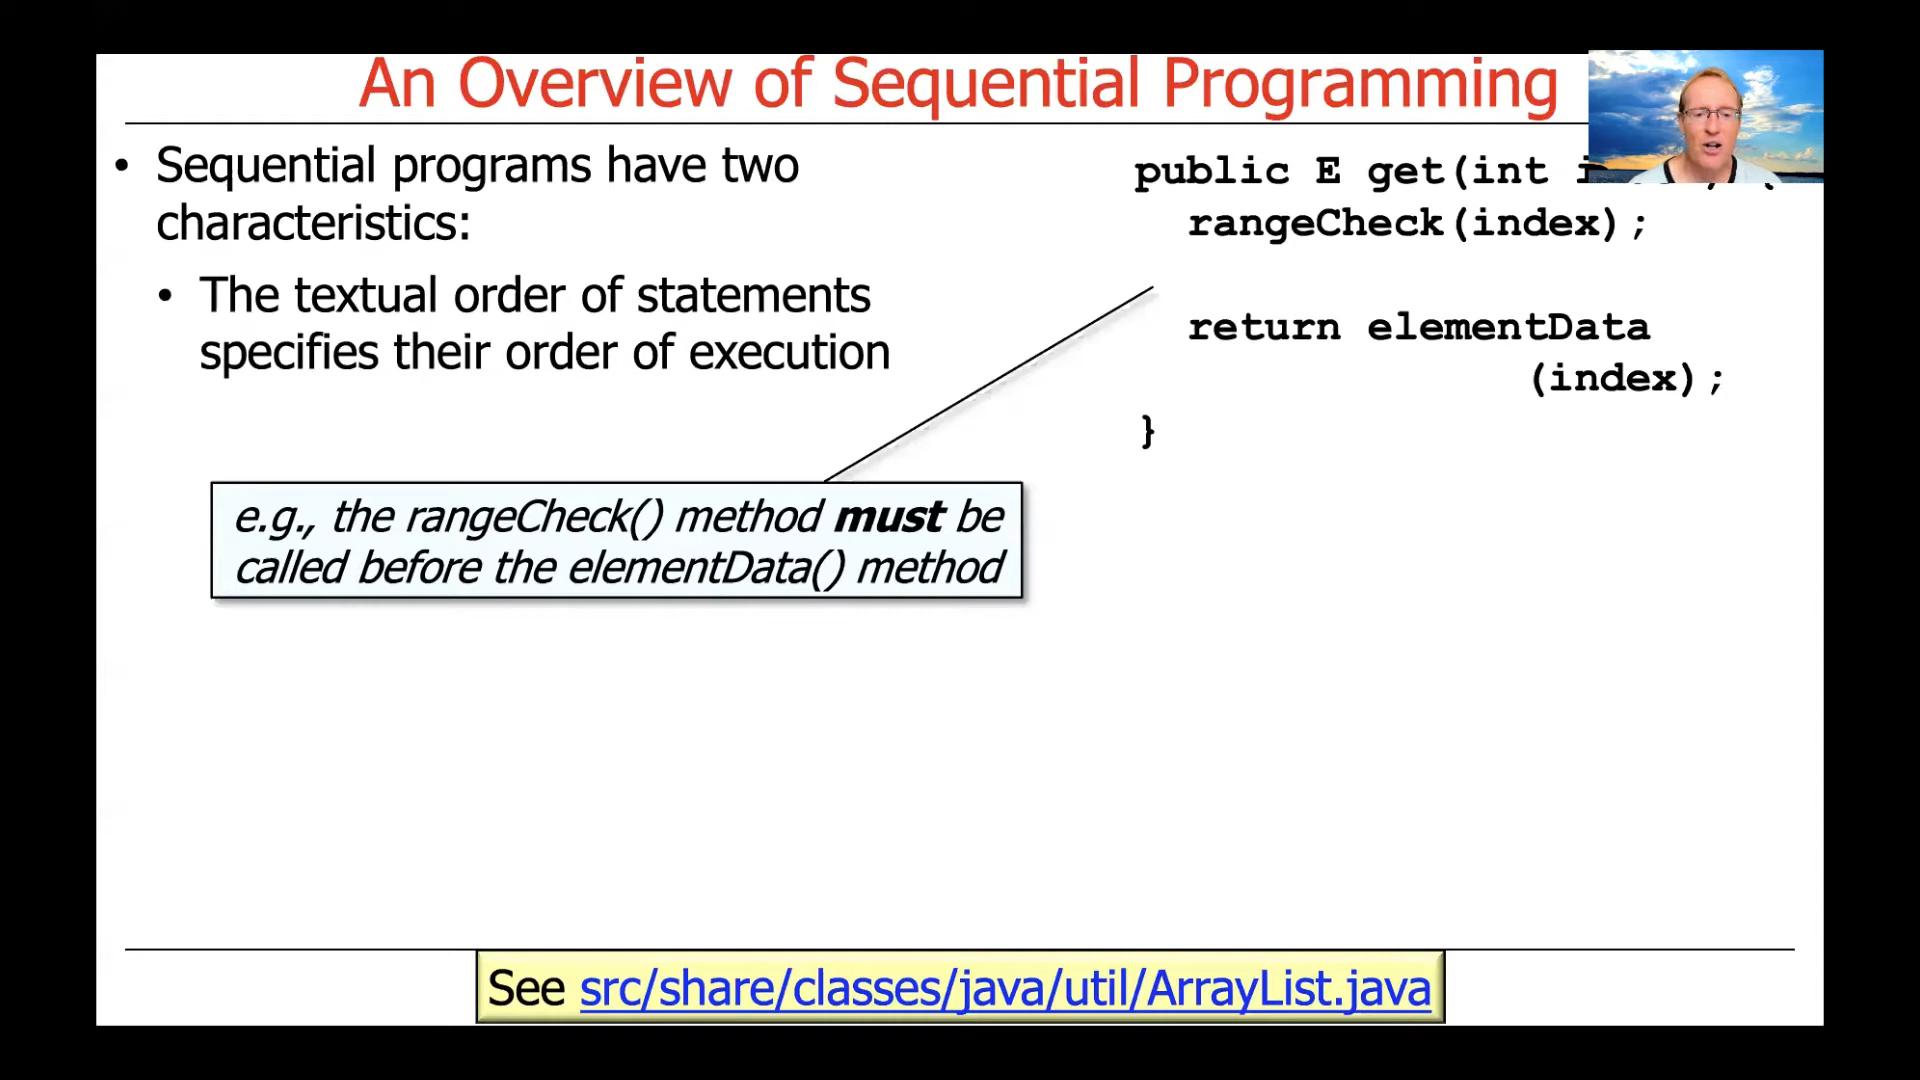 An Overview of Sequential Programming
• Sequential programs have two
characteristics:
• The textual order of statements
specifies their order of execution
e.g., the rangeCheck() method must be
called before the elementData() method
public E get(int
rangeCheck(index);
return elementData
(index);
}
See src/share/classes/java/util/ArrayList.java